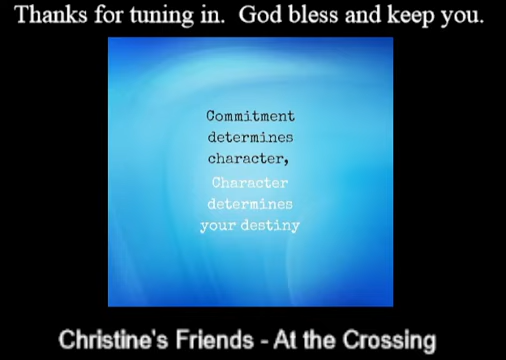 Thanks for tuning in.  God bless and keep you.
Commitment
determines
character,
Character
determines
your destiny
Christine's Friends - At the Crossing